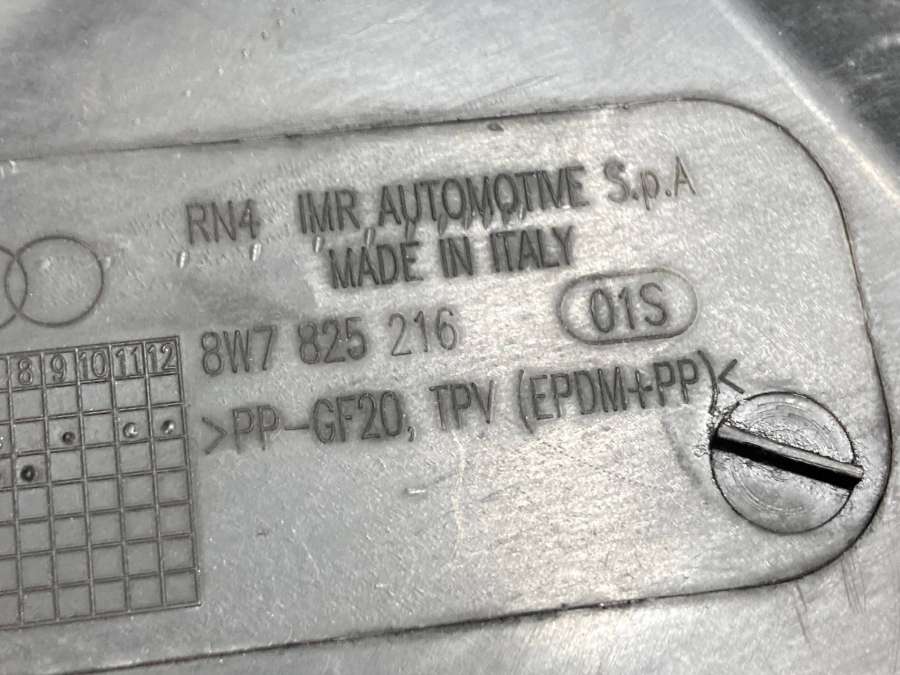 RN4 IMR AUTOMOTIVE S.p.A
MADE IN ITALY
8W7 825 216
01S
>PP-GF20, TPV (EPDM+PP)<
8 9 10 11 12